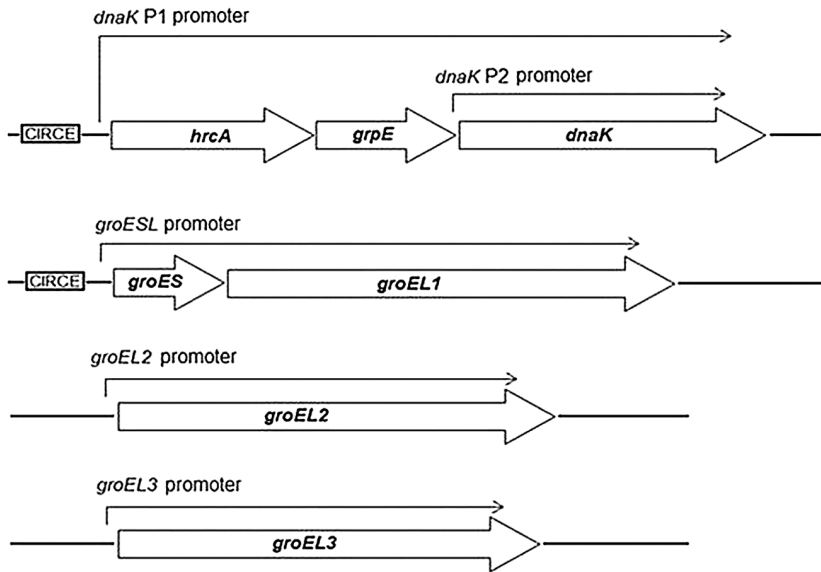 dnaK P1 promoter
dnaK P2 promoter
CIRCE
hrcA
grpE
dnaK
groESL promoter
CIRCE
groES
groEL1
groEL2 promoter
groEL2
groEL3 promoter
groEL3